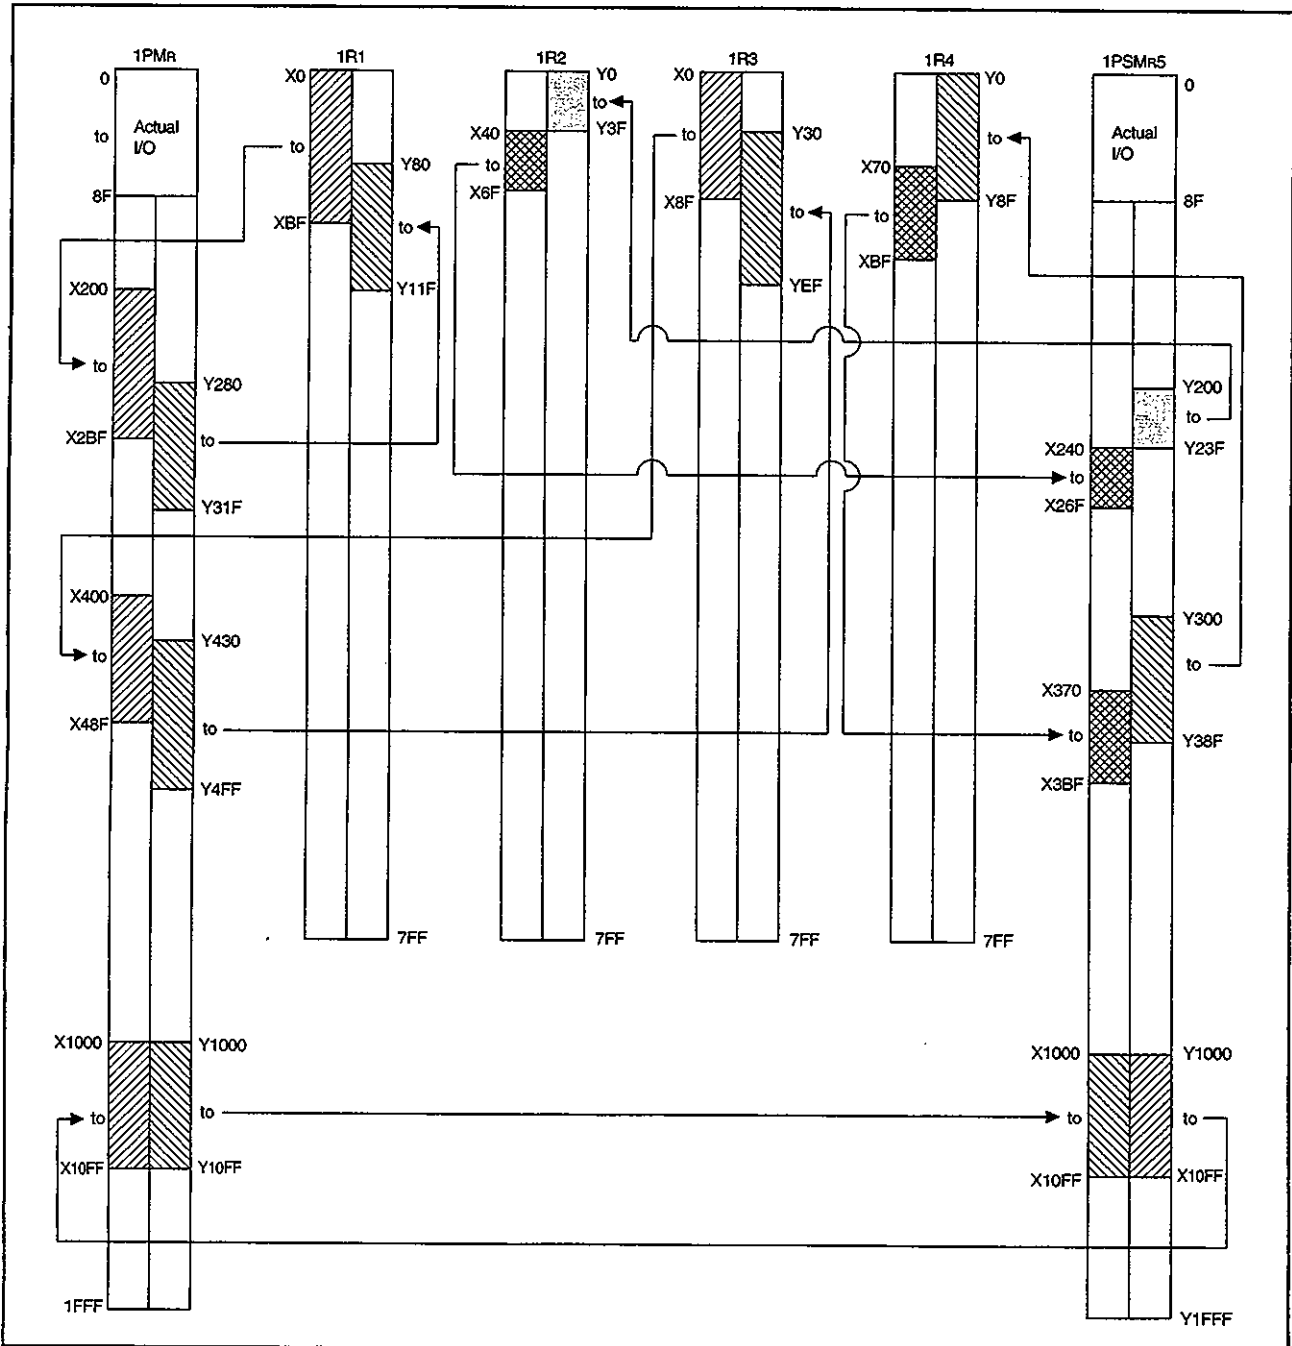 1PMR
0
to
8F
Actual
I/O
X200
to
X2BF
Y280
to
Y31F
X400
to
X48F
Y430
to
Y4FF
X1000
to
X10FF
Y1000
to
Y10FF
1FFF
1R1
X0
to
XBF
Y80
to
Y11F
7FF
1R2
Y0
to
Y3F
X40
to
X6F
7FF
1R3
X0
to
X8F
Y30
to
YEF
7FF
1R4
Y0
to
Y8F
X70
to
XBF
7FF
1PSMR5
0
Actual
I/O
8F
Y200
to
Y23F
X240
to
X26F
Y300
to
Y38F
X370
to
X3BF
X1000
to
X10FF
Y1000
to
X10FF
Y1FFF